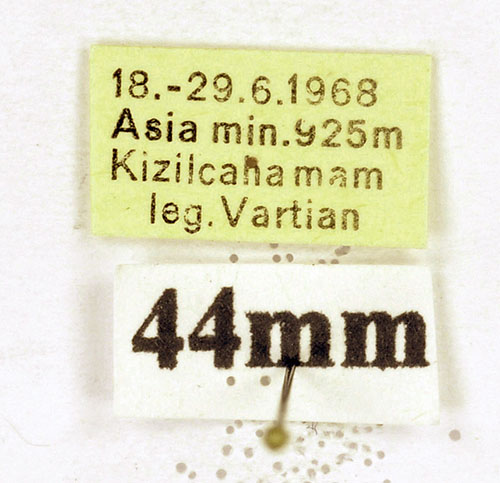 18.-29.6.1968
Asia min.925m
Kizilcahamam
leg. Vartian
44mm